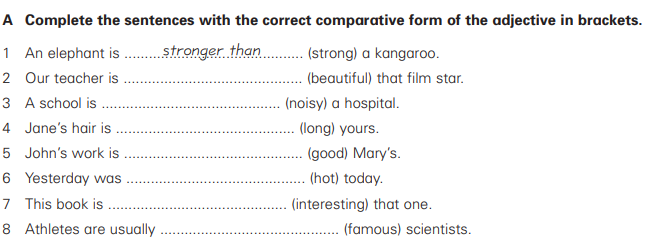 A Complete the sentences with the correct comparative form of the adjective in brackets.
1 An elephant is ..........stronger than........... (strong) a kangaroo.
2 Our teacher is ............................................. (beautiful) that film star.
3 A school is ............................................. (noisy) a hospital.
4 Jane's hair is ............................................. (long) yours.
5 John's work is ............................................. (good) Mary's.
6 Yesterday was ............................................. (hot) today.
7 This book is ............................................. (interesting) that one.
8 Athletes are usually ............................................. (famous) scientists.